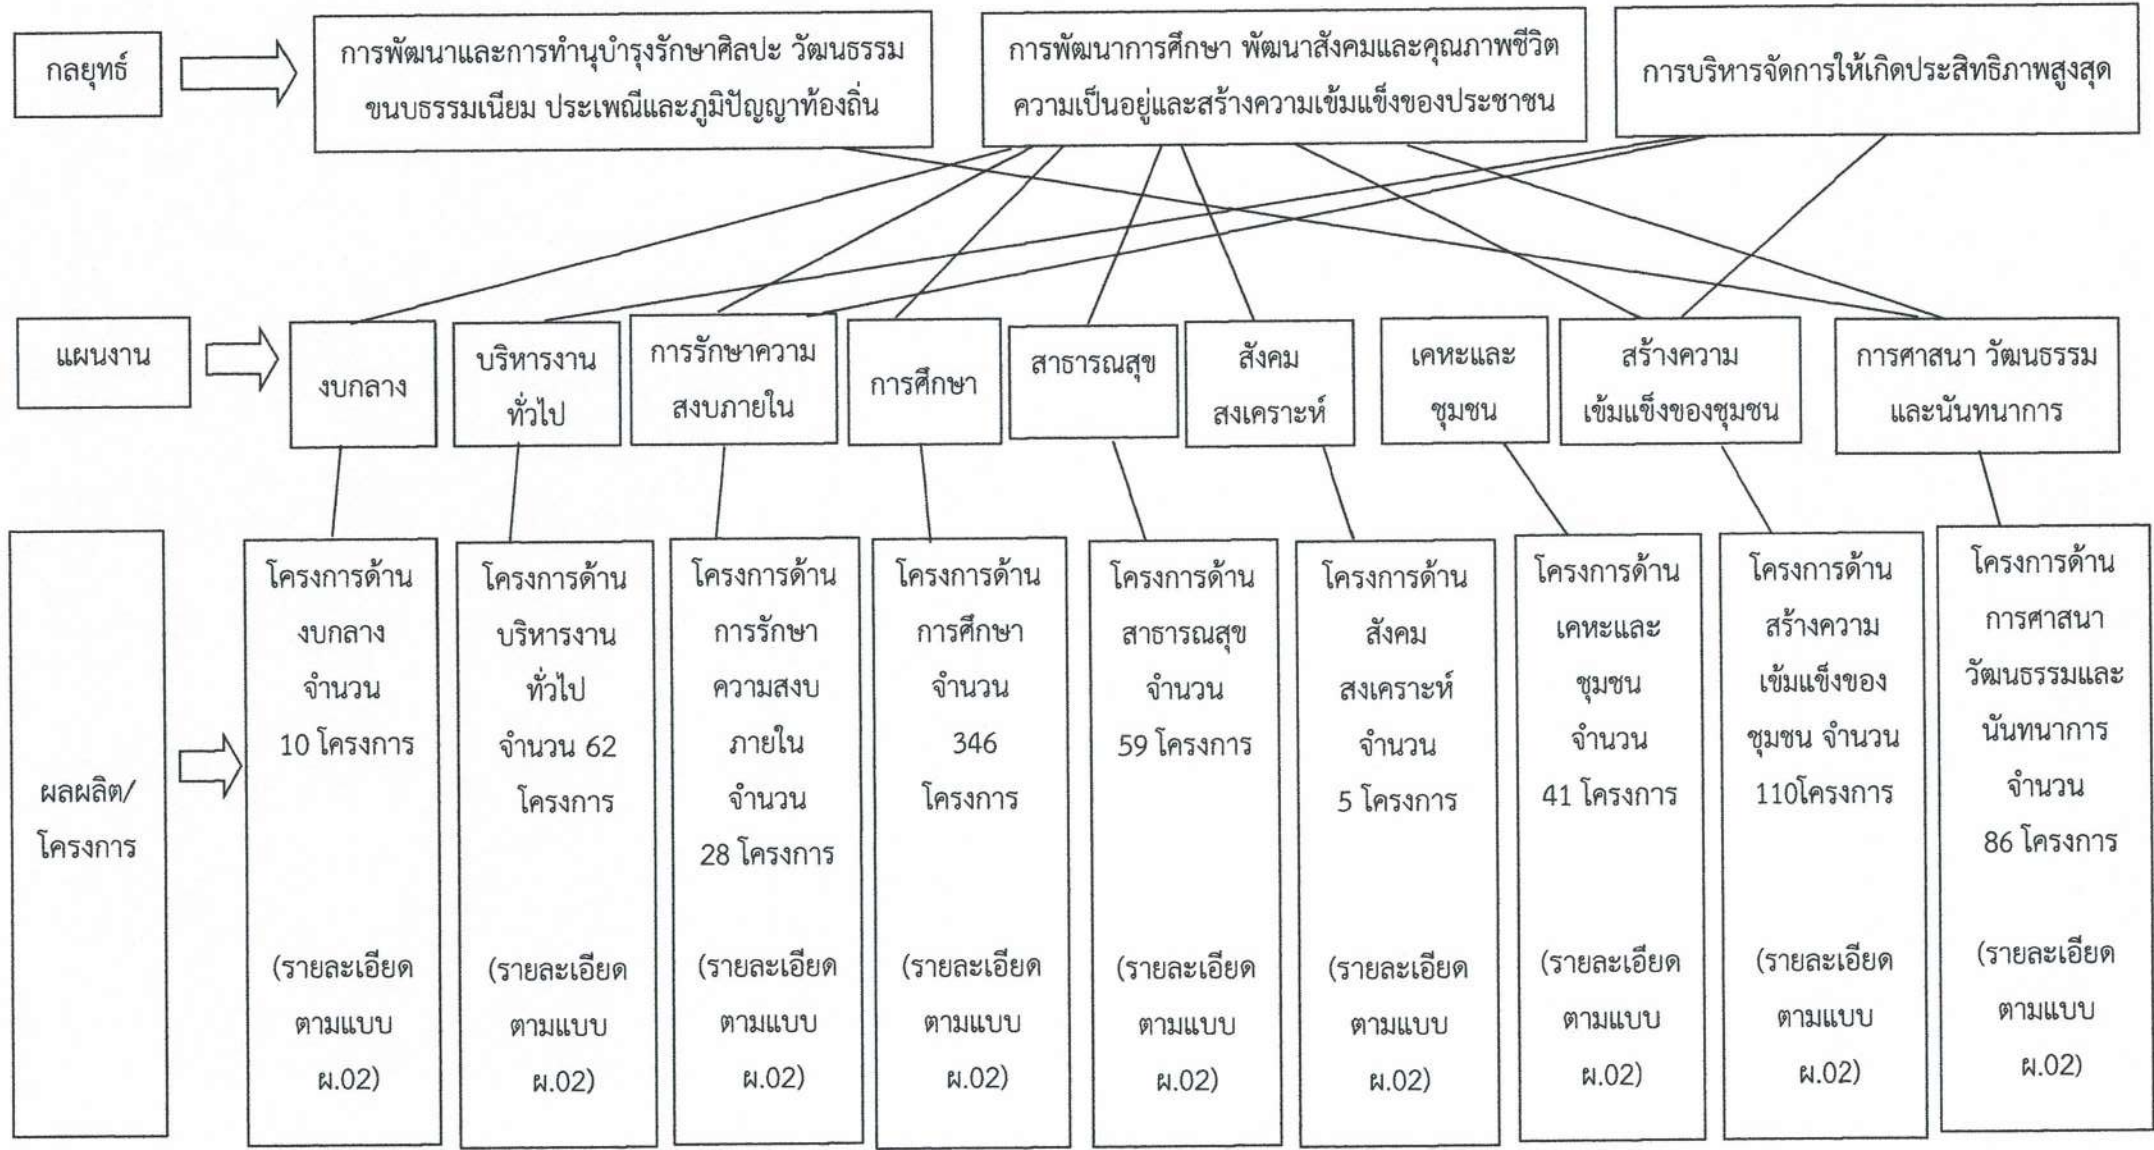 กลยุทธ์
การพัฒนาและการทำนุบำรุงรักษาศิลปะ วัฒนธรรม
ขนบธรรมเนียม ประเพณีและภูมิปัญญาท้องถิ่น
การพัฒนาการศึกษา พัฒนาสังคมและคุณภาพชีวิต
ความเป็นอยู่และสร้างความเข้มแข็งของประชาชน
การบริหารจัดการให้เกิดประสิทธิภาพสูงสุด
แผนงาน
งบกลาง
บริหารงาน
ทั่วไป
การรักษาความ
สงบภายใน
การศึกษา
สาธารณสุข
สังคม
สงเคราะห์
เคหะและ
ชุมชน
สร้างความ
เข้มแข็งของชุมชน
การศาสนา วัฒนธรรม
และนันทนาการ
ผลผลิต/
โครงการ
โครงการด้าน
งบกลาง
จำนวน
10 โครงการ
(รายละเอียด
ตามแบบ
ผ.02)
โครงการด้าน
บริหารงาน
ทั่วไป
จำนวน 62
โครงการ
(รายละเอียด
ตามแบบ
ผ.02)
โครงการด้าน
การรักษา
ความสงบ
ภายใน
จำนวน
28 โครงการ
(รายละเอียด
ตามแบบ
ผ.02)
โครงการด้าน
การศึกษา
จำนวน
346
โครงการ
(รายละเอียด
ตามแบบ
ผ.02)
โครงการด้าน
สาธารณสุข
จำนวน
59 โครงการ
(รายละเอียด
ตามแบบ
ผ.02)
โครงการด้าน
สังคม
สงเคราะห์
จำนวน
5 โครงการ
(รายละเอียด
ตามแบบ
ผ.02)
โครงการด้าน
เคหะและ
ชุมชน
จำนวน
41 โครงการ
(รายละเอียด
ตามแบบ
ผ.02)
โครงการด้าน
สร้างความ
เข้มแข็งของ
ชุมชน จำนวน
110โครงการ
(รายละเอียด
ตามแบบ
ผ.02)
โครงการด้าน
การศาสนา
วัฒนธรรมและ
นันทนาการ
จำนวน
86 โครงการ
(รายละเอียด
ตามแบบ
ผ.02)